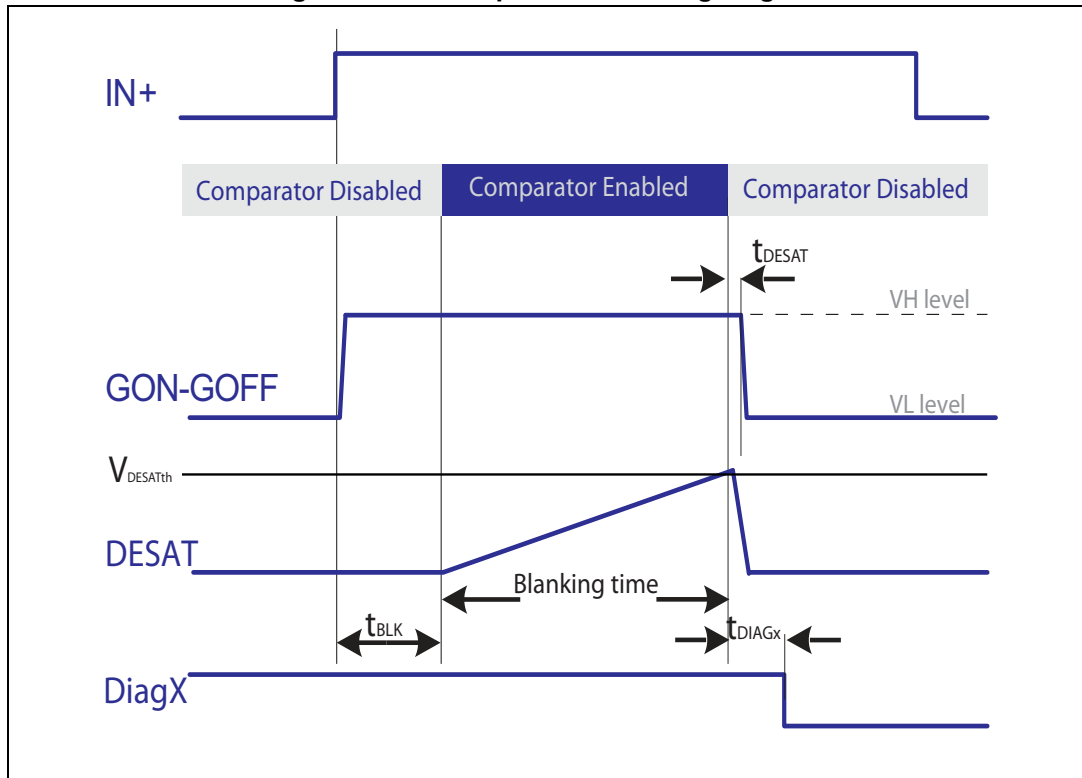 IN+
Comparator Disabled
Comparator Enabled
Comparator Disabled
tDESAT
VH level
GON-GOFF
VL level
VDESATth
DESAT
Blanking time
tBLK
tDIAGx
DiagX